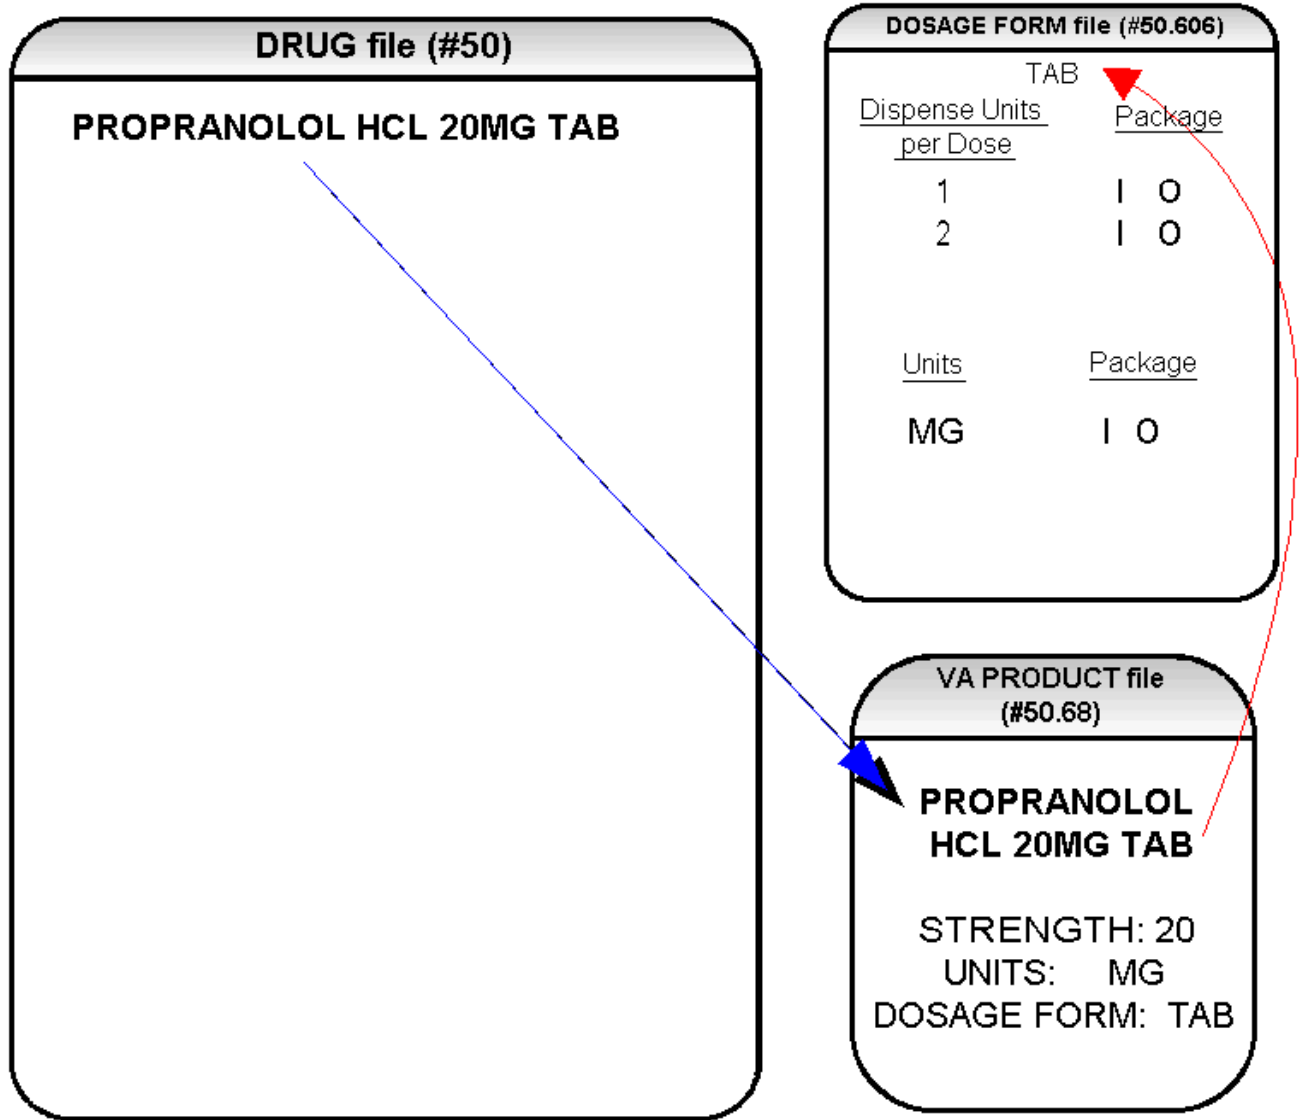 DRUG file (#50)
PROPRANOLOL HCL 20MG TAB
DOSAGE FORM file (#50.606)
TAB
Dispense Units Package
per Dose
1 I O
2 I O
Units Package
MG I O
VA PRODUCT file
(#50.68)
PROPRANOLOL
HCL 20MG TAB
STRENGTH: 20
UNITS: MG
DOSAGE FORM: TAB